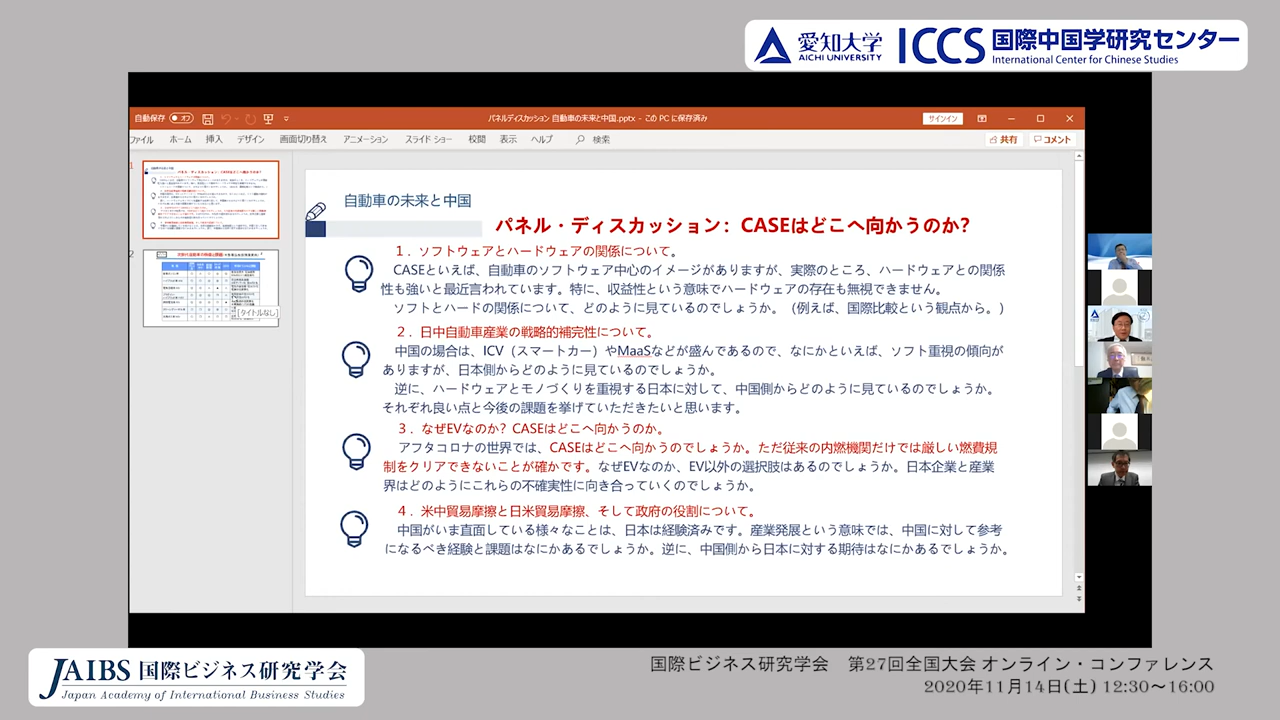 愛知大学
AICHI UNIVERSITY
ICCS 国際中国学研究センター
International Center for Chinese Studies
自動保存 オフ
パネルディスカッション 自動車の未来と中国.pptx - この PC に保存済み
サインイン
ファイル ホーム 挿入 デザイン 画面切り替え アニメーション スライド ショー 校閲 表示 ヘルプ 検索
共有 コメント
1
2
[タイトルなし]
自動車の未来と中国
パネル・ディスカッション：CASEはどこへ向かうのか？
１．ソフトウェアとハードウェアの関係について。
CASEといえば、自動車のソフトウェア中心のイメージがありますが、実際のところ、ハードウェアとの関係
性も強いと最近言われています。特に、収益性という意味でハードウェアの存在も無視できません。
ソフトとハードの関係について、どのように見ているのでしょうか。（例えば、国際比較という観点から。）
２．日中自動車産業の戦略的補完性について。
中国の場合は、ICV（スマートカー）やMaaSなどが盛んであるので、なにかといえば、ソフト重視の傾向が
ありますが、日本側からどのように見ているのでしょうか。
逆に、ハードウェアとモノづくりを重視する日本に対して、中国側からどのように見ているのでしょうか。
それぞれ良い点と今後の課題を挙げていただきたいと思います。
３．なぜEVなのか？CASEはどこへ向かうのか。
アフタコロナの世界では、CASEはどこへ向かうのでしょうか。ただ従来の内燃機関だけでは厳しい燃費規
制をクリアできないことが確かです。なぜEVなのか、EV以外の選択肢はあるのでしょうか。日本企業と産業
界はどのようにこれらの不確実性に向き合っていくのでしょうか。
４．米中貿易摩擦と日米貿易摩擦、そして政府の役割について。
中国がいま直面している様々なことは、日本は経験済みです。産業発展という意味では、中国に対して参考
になるべき経験と課題はなにかあるでしょうか。逆に、中国側から日本に対する期待はなにかあるでしょうか。
JAIBS 国際ビジネス研究学会
Japan Academy of International Business Studies
国際ビジネス研究学会　第27回全国大会 オンライン・コンファレンス
2020年11月14日(土) 12:30～16:00